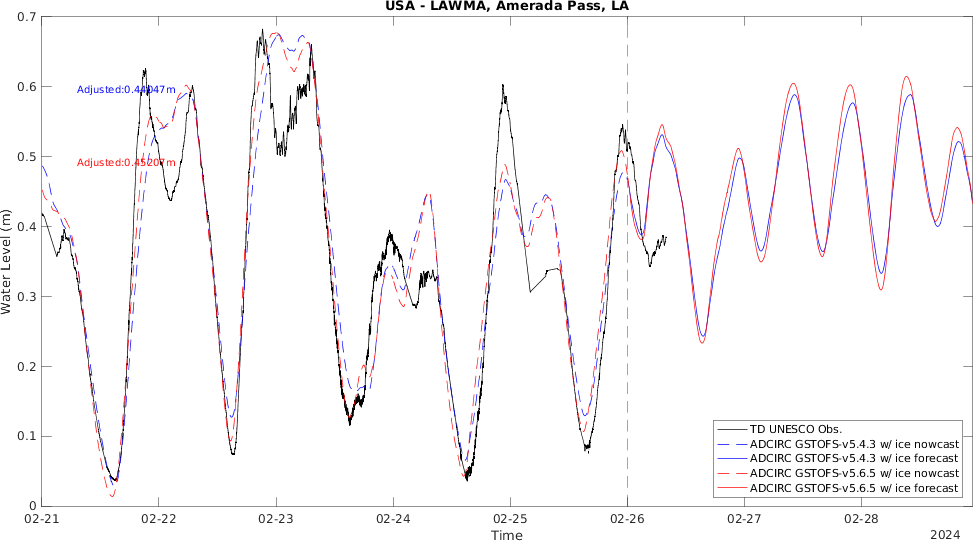 USA - LAWMA, Amerada Pass, LA
0.7
0.6
0.5
0.4
0.3
0.2
0.1
0
Water Level (m)
Adjusted:0.44047m
Adjusted:0.45207m
TD UNESCO Obs.
ADCIRC GSTOFS-v5.4.3 w/ ice nowcast
ADCIRC GSTOFS-v5.4.3 w/ ice forecast
ADCIRC GSTOFS-v5.6.5 w/ ice nowcast
ADCIRC GSTOFS-v5.6.5 w/ ice forecast
02-21 02-22 02-23 02-24 02-25 02-26 02-27 02-28
Time
2024